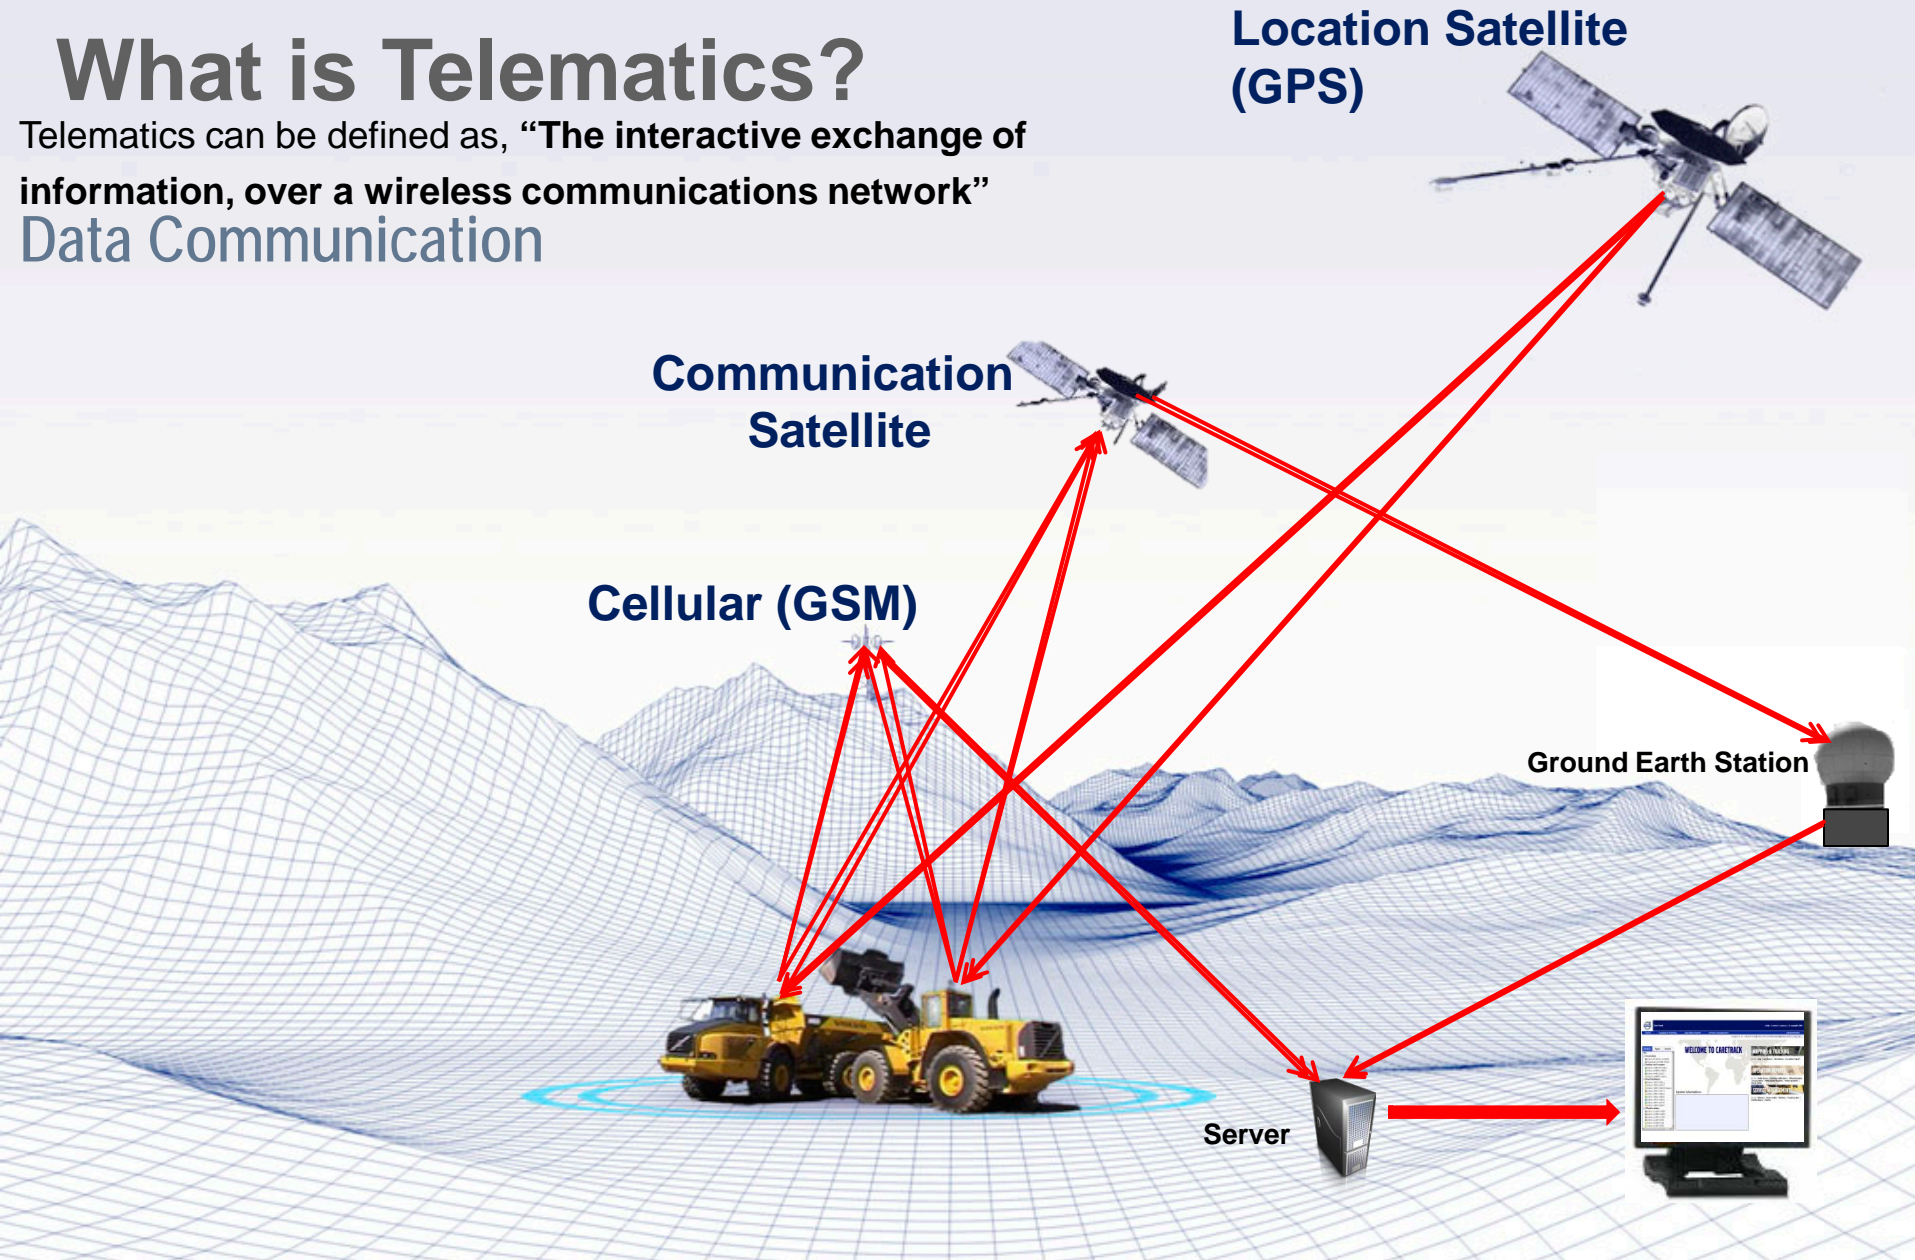 What is Telematics?
Telematics can be defined as, “The interactive exchange of
information, over a wireless communications network”
Data Communication
Location Satellite
(GPS)
Communication
Satellite
Cellular (GSM)
Ground Earth Station
Server
WELCOME TO CARETRACK